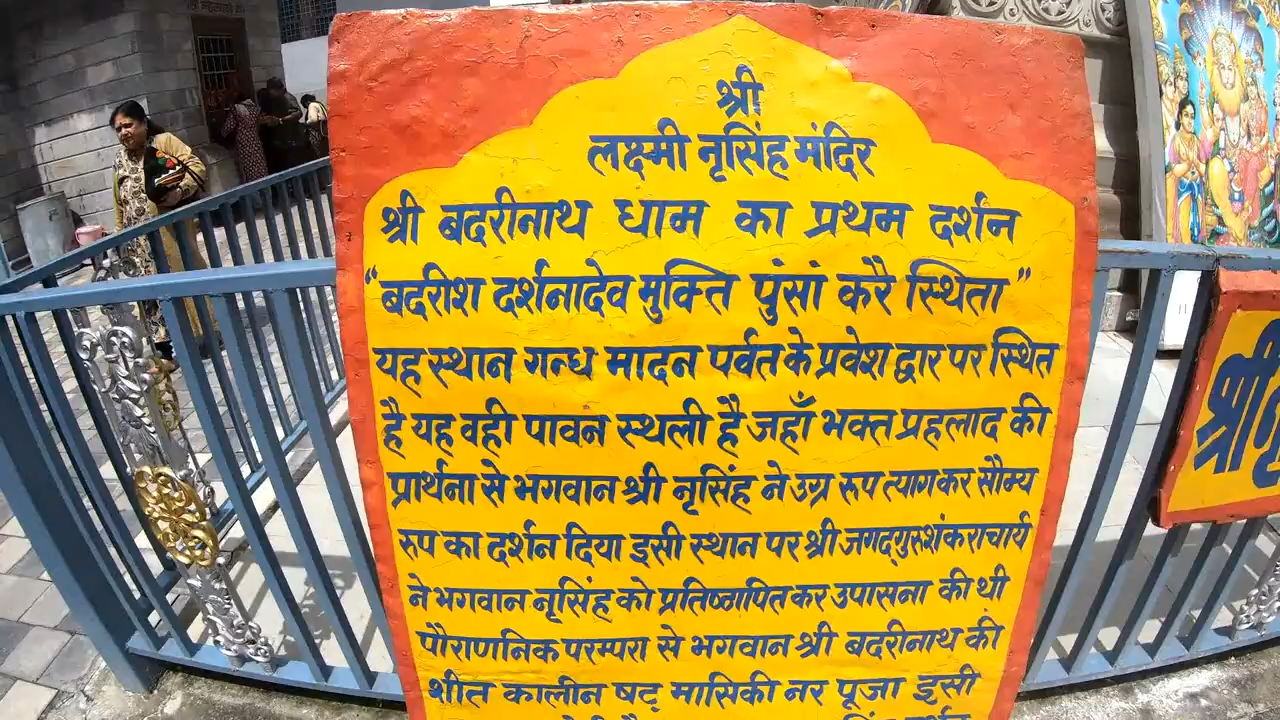 श्री
लक्ष्मी नृसिंह मंदिर
श्री बदरीनाथ धाम का प्रथम दर्शन
“बदरीश दर्शनादेव मुक्ति पुंसां करै स्थिता”
यह स्थान गन्ध मादन पर्वत के प्रवेश द्वार पर स्थित
है यह वही पावन स्थली है जहाँ भक्त प्रहलाद की
प्रार्थना से भगवान श्री नृसिंह ने उग्र रुप त्यागकर सौम्य
रुप का दर्शन दिया इसी स्थान पर श्री जगद्गुरुशंकराचार्य
ने भगवान नृसिंह को प्रतिष्ठापित कर उपासना की थी
पौराणनिक परम्परा से भगवान श्री बदरीनाथ की
शीत कालीन षट् मासिकी नर पूजा इसी
श्री